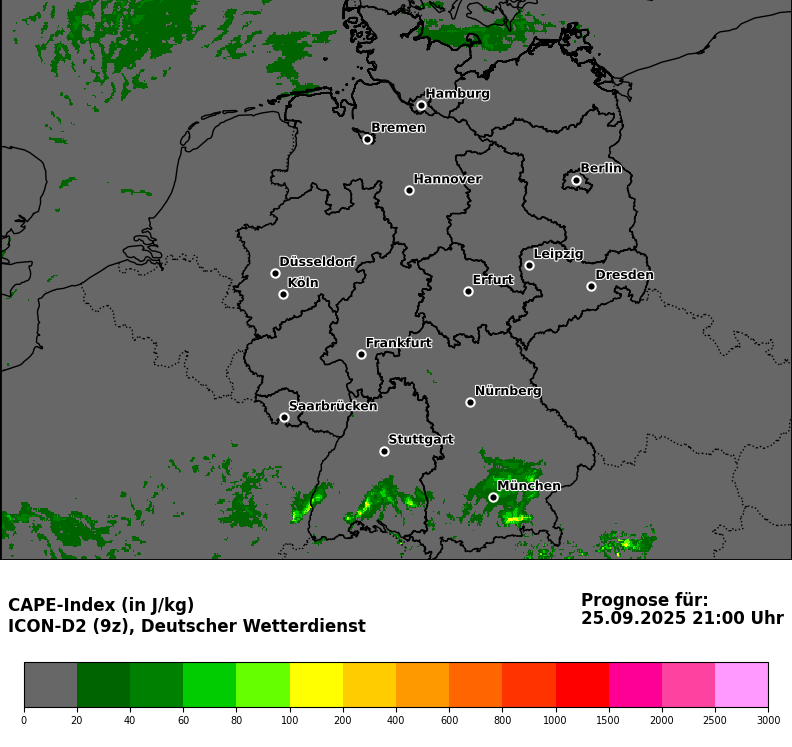 Hamburg
Bremen
Berlin
Hannover
Leipzig
Düsseldorf
Dresden
Erfurt
Köln
Frankfurt
Nürnberg
Saarbrücken
Stuttgart
München
CAPE-Index (in J/kg)
ICON-D2 (9z), Deutscher Wetterdienst
Prognose für:
25.09.2025 21:00 Uhr
0 20 40 60 80 100 200 400 600 800 1000 1500 2000 2500 3000